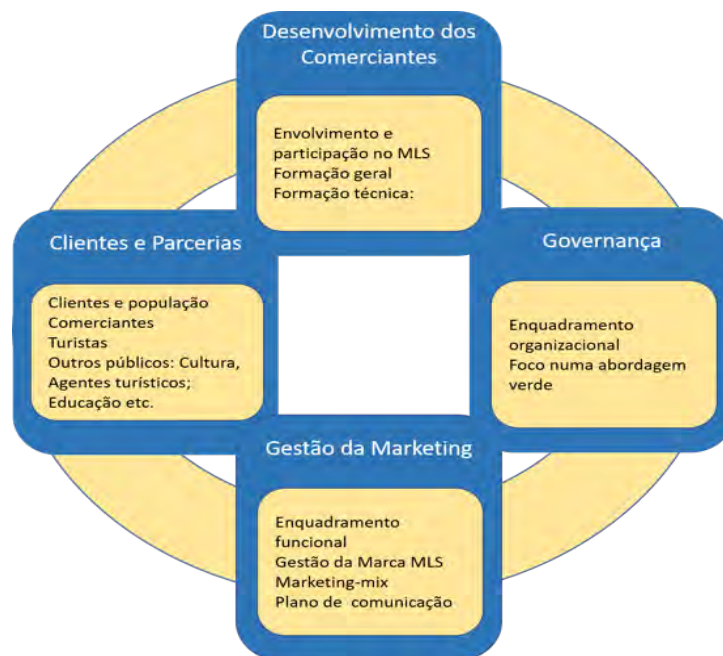 Desenvolvimento dos
Comerciantes
Envolvimento e
participação no MLS
Formação geral
Formação técnica:
Clientes e Parcerias
Clientes e população
Comerciantes
Turistas
Outros públicos: Cultura,
Agentes turísticos;
Educação etc.
Governança
Enquadramento
organizacional
Foco numa abordagem
verde
Gestão da Marketing
Enquadramento
funcional
Gestão da Marca MLS
Marketing-mix
Plano de comunicação